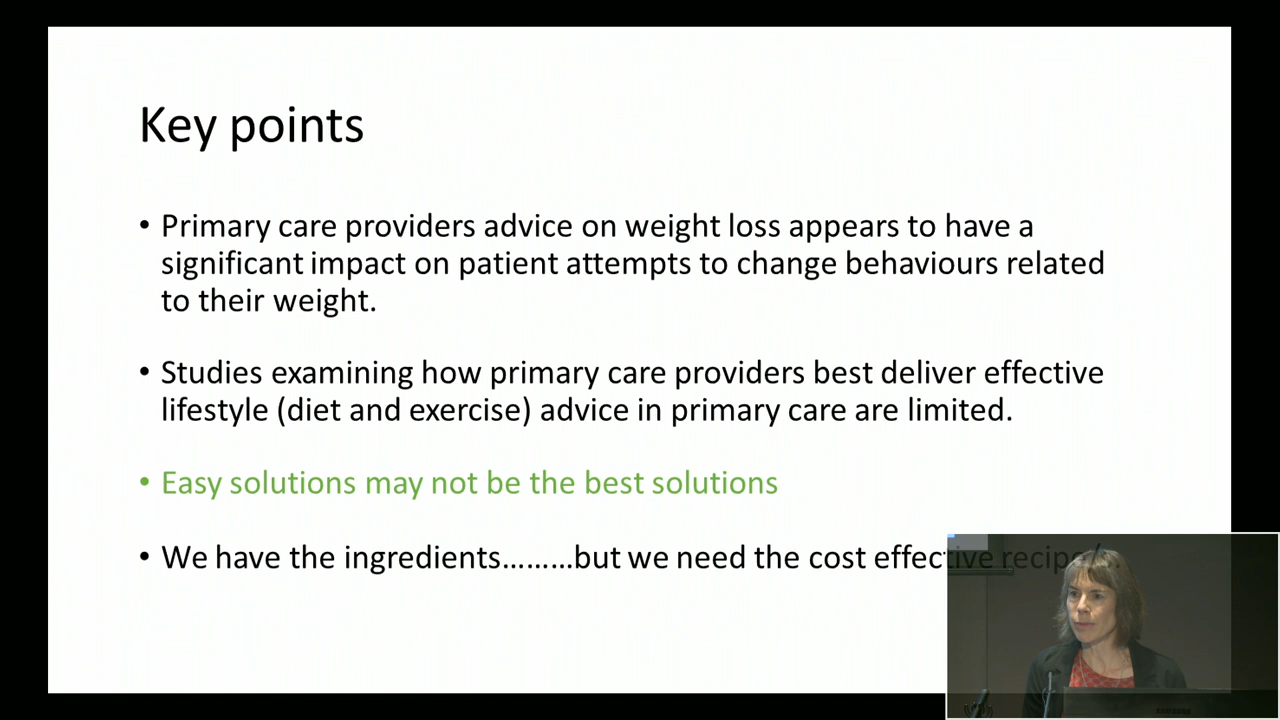 Key points
• Primary care providers advice on weight loss appears to have a
significant impact on patient attempts to change behaviours related
to their weight.
• Studies examining how primary care providers best deliver effective
lifestyle (diet and exercise) advice in primary care are limited.
• Easy solutions may not be the best solutions
• We have the ingredients.........but we need the cost effective